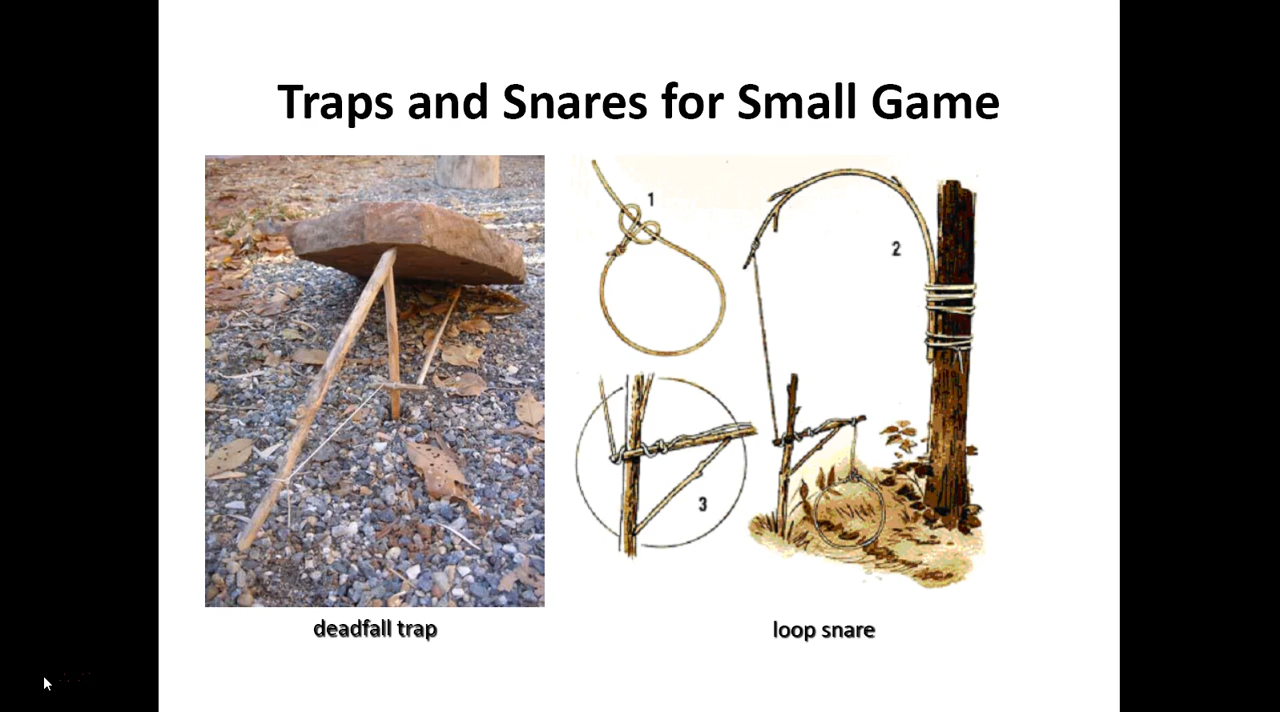 Traps and Snares for Small Game
1
2
3
deadfall trap
loop snare